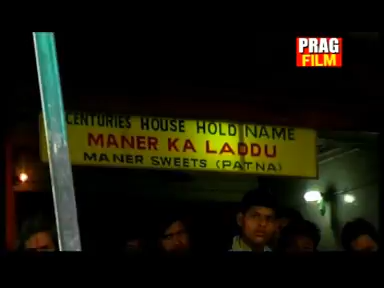 PRAG
FILM
CENTURIES HOUSE HOLD NAME
MANER KA LADDU
MANER SWEETS (PATNA)